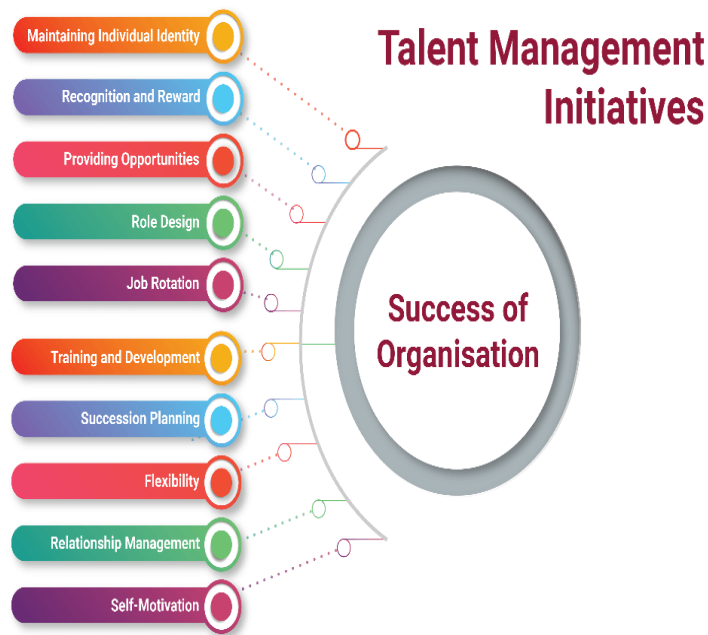 Talent Management
Initiatives
Maintaining Individual Identity
Recognition and Reward
Providing Opportunities
Role Design
Job Rotation
Training and Development
Succession Planning
Flexibility
Relationship Management
Self-Motivation
Success of
Organisation